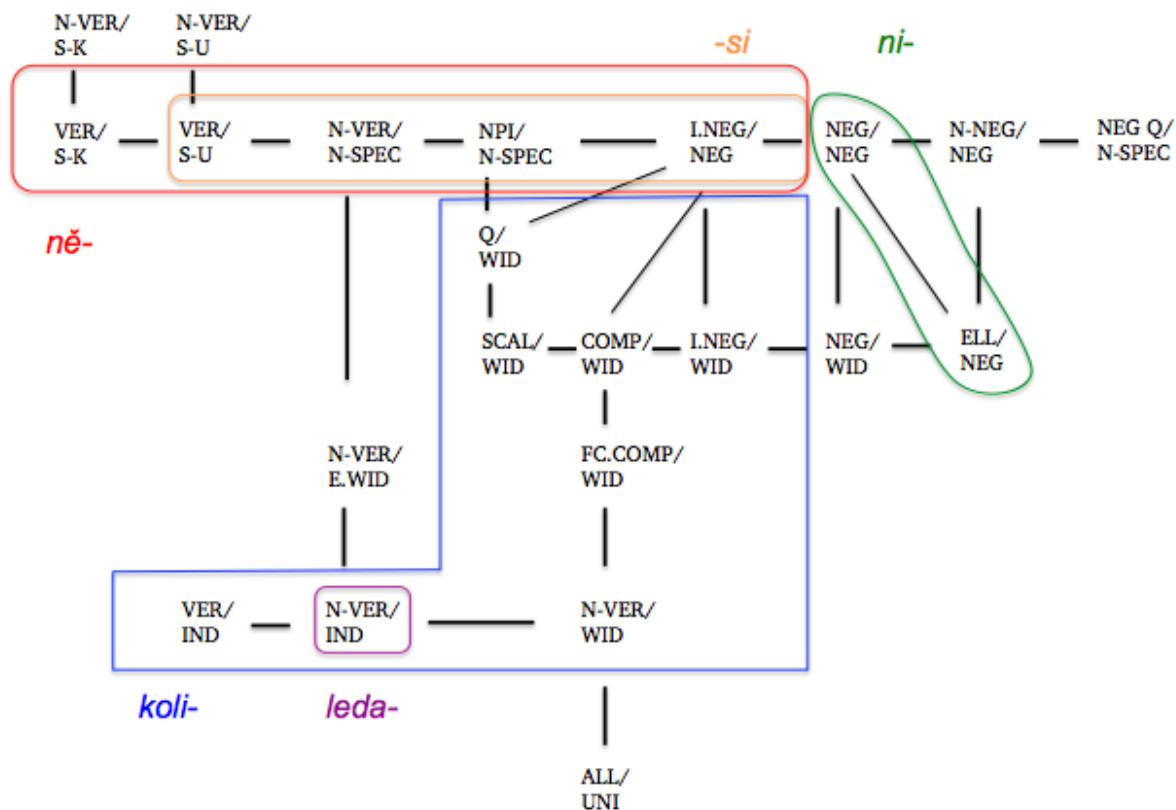 N-VER/ N-VER/
S-K S-U
-si ni-
VER/ VER/ N-VER/ NPI/ I.NEG/ NEG/ N-NEG/ NEG Q/
S-K S-U N-SPEC N-SPEC NEG NEG NEG N-SPEC
ně-
Q/
WID
SCAL/ COMP/ I.NEG/ NEG/ ELL/
WID WID WID WID NEG
N-VER/ FC.COMP/
E.WID WID
VER/ N-VER/ N-VER/
IND IND WID
koli- leda-
ALL/
UNI